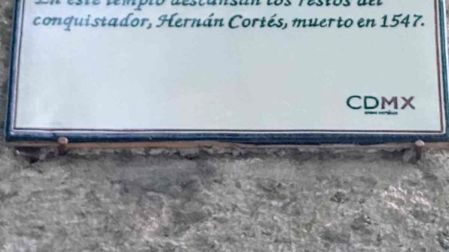 En este templo descansan los restos del
conquistador, Hernán Cortés, muerto en 1547.
CDMX